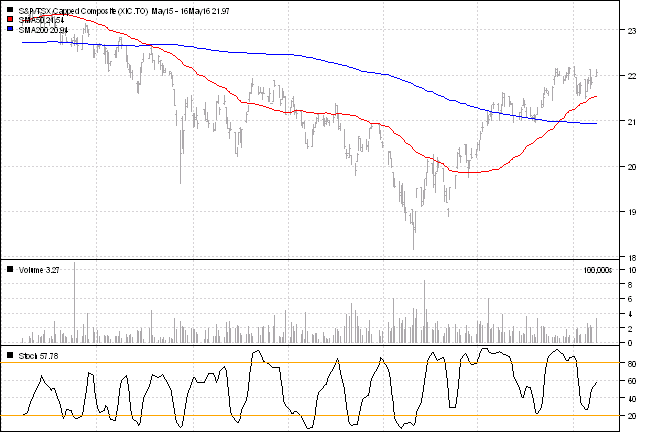 S&P/TSX Capped Composite (XIC.TO) May15 - 16May16 21.97
SMA50 21.54
SMA200 20.94
23
22
21
20
19
18
Volume 3.27
100,000s
10
8
6
4
2
0
Stoch 57.78
80
60
40
20